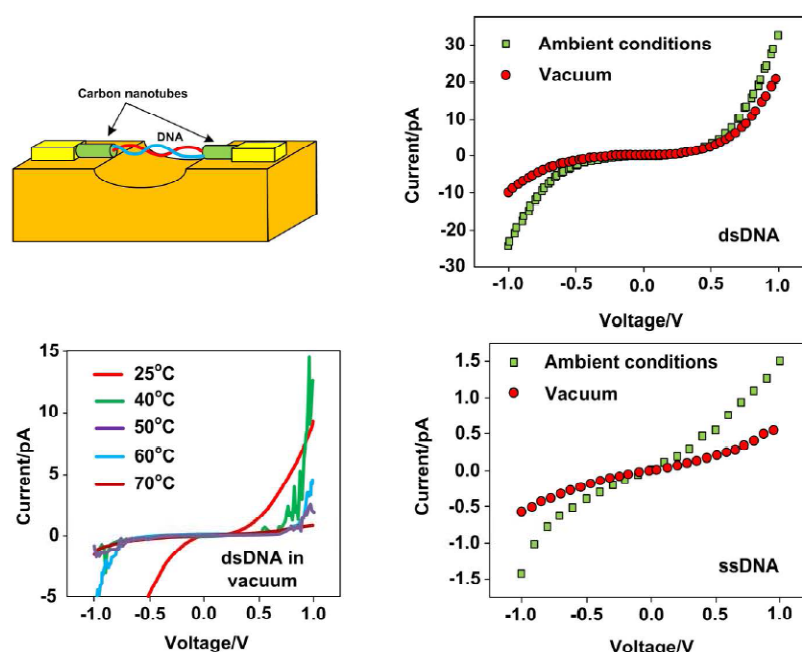 Carbon nanotubes
DNA
Ambient conditions
Vacuum
30
20
10
0
-10
-20
-30
Current/pA
dsDNA
-1.0 -0.5 0.0 0.5 1.0
Voltage/V
15
10
5
0
-5
Current/pA
25°C
40°C
50°C
60°C
70°C
dsDNA in
vacuum
-1.0 -0.5 0.0 0.5 1.0
Voltage/V
Ambient conditions
Vacuum
1.5
1.0
0.5
0.0
-0.5
-1.0
-1.5
Current/pA
ssDNA
-1.0 -0.5 0.0 0.5 1.0
Voltage/V